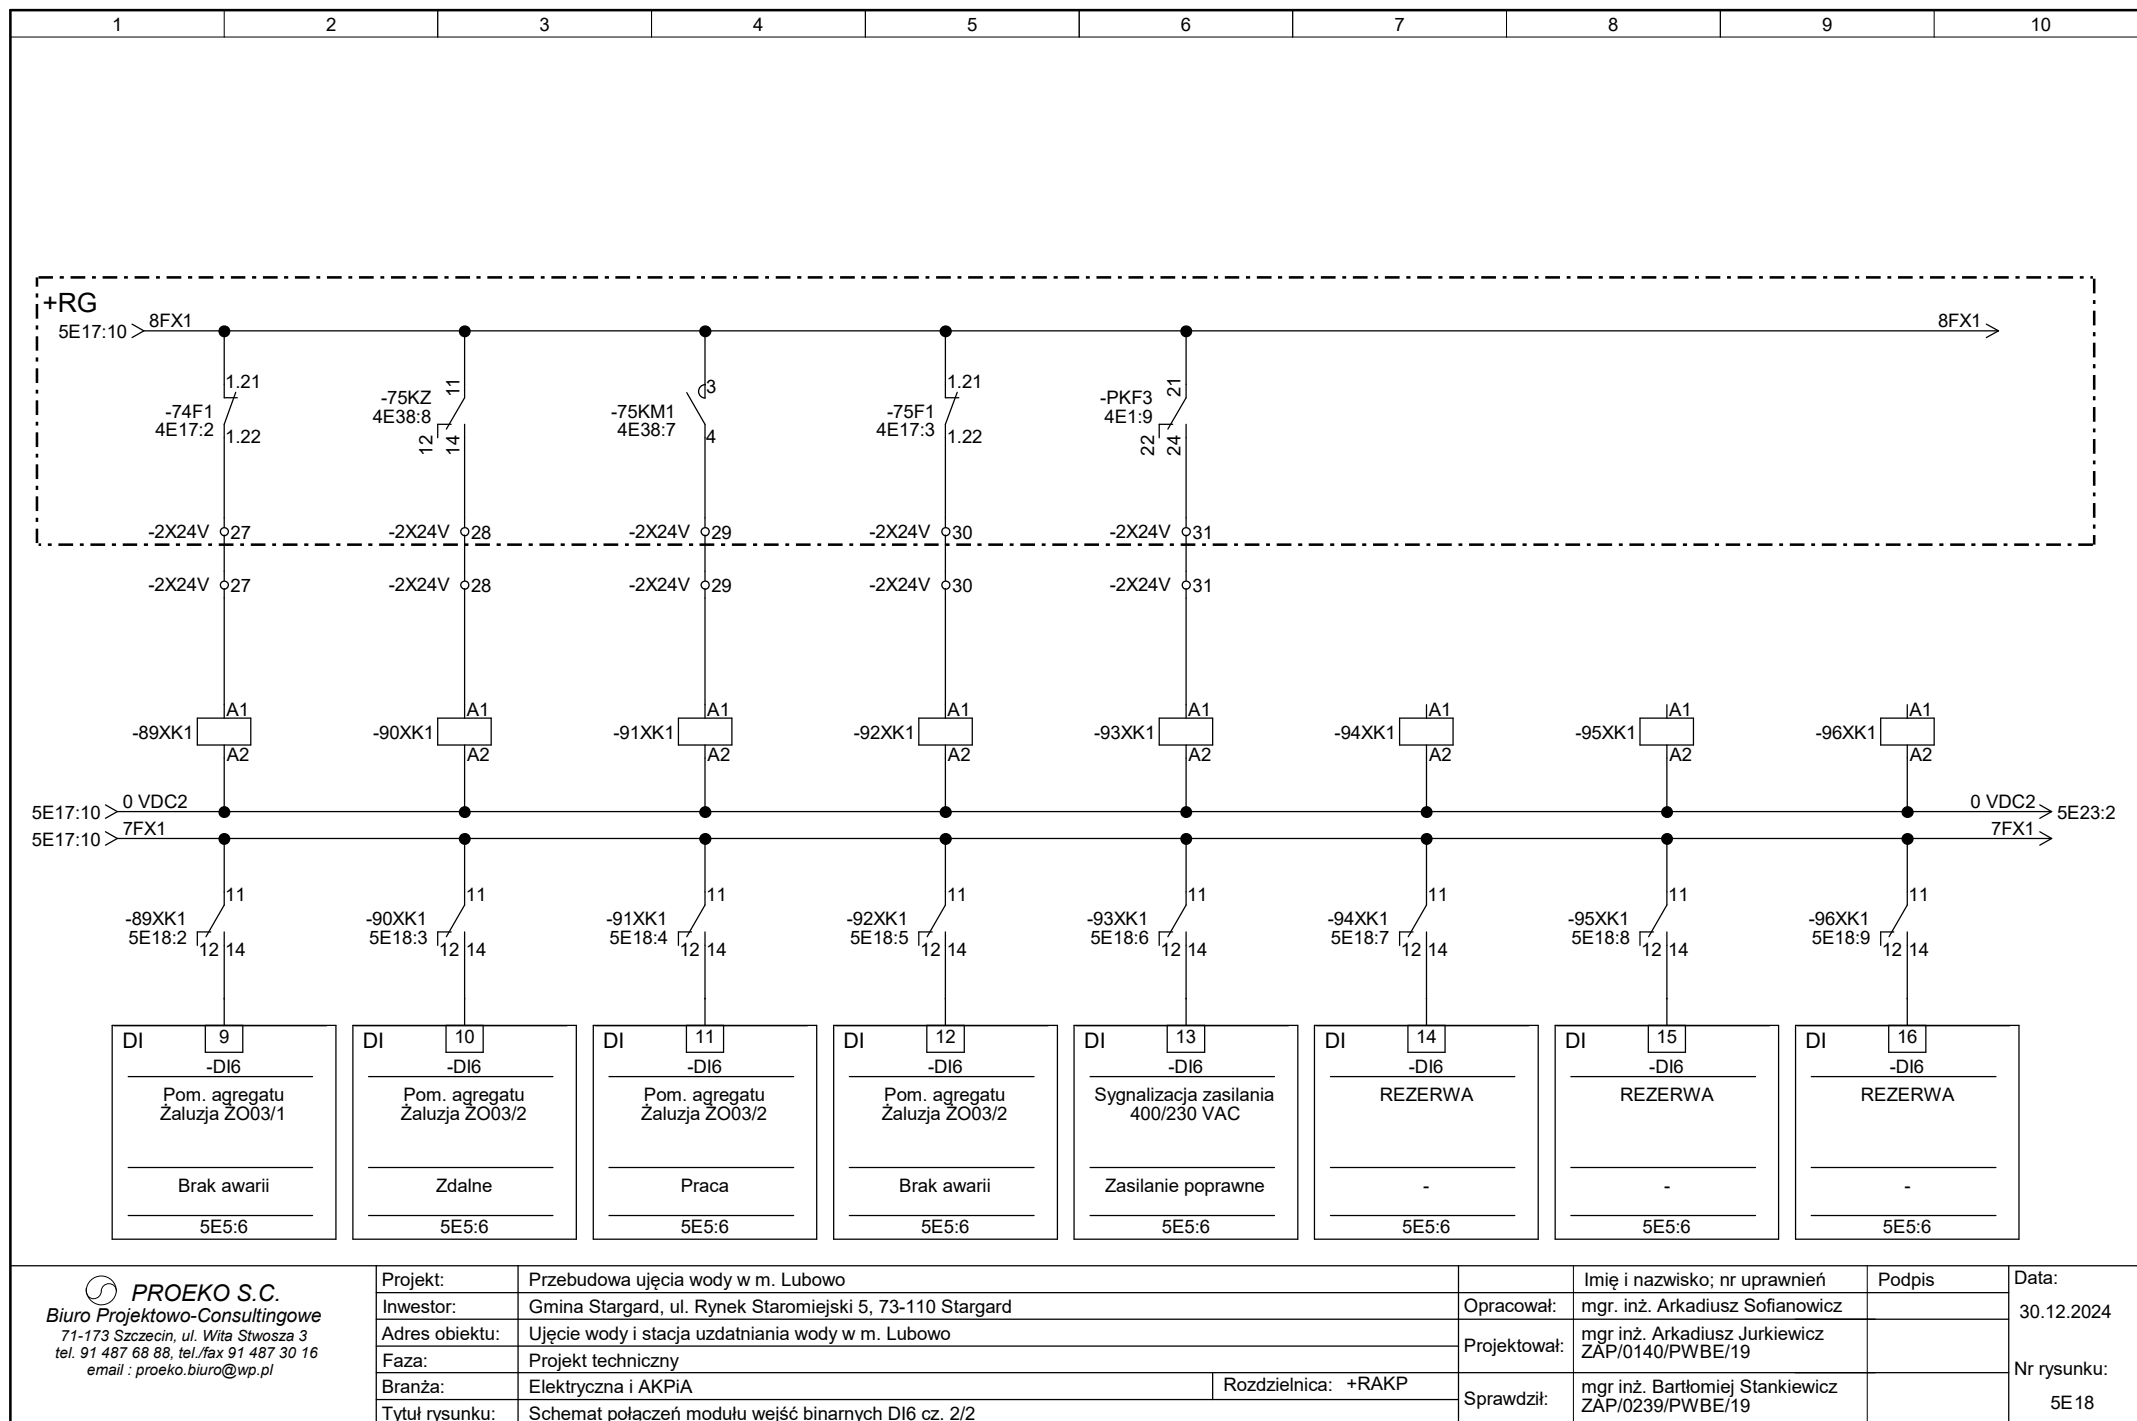 1 2 3 4 5 6 7 8 9 10
+RG
5E17:10 8FX1 8FX1
1.21 11 3 1.21 21
-74F1 -75KZ -75KM1 -75F1 -PKF3
4E17:2 4E38:8 4E38:7 4E17:3 4E1:9
1.22 12 14 4 1.22 22 24
-2X24V 27 -2X24V 28 -2X24V 29 -2X24V 30 -2X24V 31
-2X24V 27 -2X24V 28 -2X24V 29 -2X24V 30 -2X24V 31
A1 A1 A1 A1 A1 A1 A1 A1
-89XK1 -90XK1 -91XK1 -92XK1 -93XK1 -94XK1 -95XK1 -96XK1
A2 A2 A2 A2 A2 A2 A2 A2
5E17:10 0 VDC2 0 VDC2 5E23:2
5E17:10 7FX1 7FX1
11 11 11 11 11 11 11 11
-89XK1 -90XK1 -91XK1 -92XK1 -93XK1 -94XK1 -95XK1 -96XK1
5E18:2 5E18:3 5E18:4 5E18:5 5E18:6 5E18:7 5E18:8 5E18:9
12 14 12 14 12 14 12 14 12 14 12 14 12 14 12 14
DI 9 DI 10 DI 11 DI 12 DI 13 DI 14 DI 15 DI 16
-DI6 -DI6 -DI6 -DI6 -DI6 -DI6 -DI6 -DI6
Pom. agregatu Pom. agregatu Pom. agregatu Pom. agregatu Sygnalizacja zasilania REZERWA REZERWA REZERWA
Żaluzja ŻO03/1 Żaluzja ŻO03/2 Żaluzja ŻO03/2 Żaluzja ŻO03/2 400/230 VAC
Brak awarii Zdalne Praca Brak awarii Zasilanie poprawne - - -
5E5:6 5E5:6 5E5:6 5E5:6 5E5:6 5E5:6 5E5:6 5E5:6
PROEKO S.C.
Biuro Projektowo-Consultingowe
71-173 Szczecin, ul. Wita Stwosza 3
tel. 91 487 68 88, tel./fax 91 487 30 16
email : proeko.biuro@wp.pl
Projekt: Przebudowa ujęcia wody w m. Lubowo
Inwestor: Gmina Stargard, ul. Rynek Staromiejski 5, 73-110 Stargard
Adres obiektu: Ujęcie wody i stacja uzdatniania wody w m. Lubowo
Faza: Projekt techniczny
Branża: Elektryczna i AKPiA Rozdzielnica: +RAKP
Tytuł rysunku: Schemat połączeń modułu wejść binarnych DI6 cz. 2/2
Imię i nazwisko; nr uprawnień Podpis
Opracował: mgr. inż. Arkadiusz Sofianowicz
Projektował: mgr inż. Arkadiusz Jurkiewicz
ZAP/0140/PWBE/19
Sprawdził: mgr inż. Bartłomiej Stankiewicz
ZAP/0239/PWBE/19
Data:
30.12.2024
Nr rysunku:
5E18